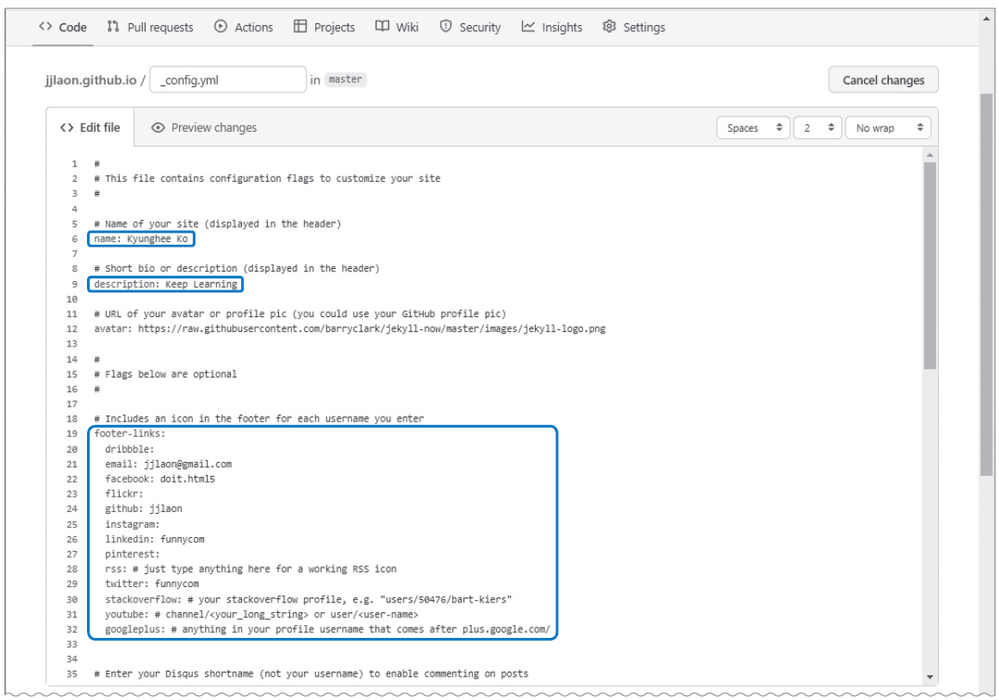 <> Code Pull requests Actions Projects Wiki Security Insights Settings
jjlaon.github.io / _config.yml in master Cancel changes
<> Edit file Preview changes Spaces 2 No wrap
1 #
2 # This file contains configuration flags to customize your site
3 #
4
5 # Name of your site (displayed in the header)
6 name: Kyunghee Ko
7
8 # Short bio or description (displayed in the header)
9 description: Keep Learning
10
11 # URL of your avatar or profile pic (you could use your GitHub profile pic)
12 avatar: https://raw.githubusercontent.com/barryclark/jekyll-now/master/images/jekyll-logo.png
13
14 #
15 # Flags below are optional
16 #
17
18 # Includes an icon in the footer for each username you enter
19 footer-links:
20 dribbble:
21 email: jjlaon@gmail.com
22 facebook: doit.html5
23 flickr:
24 github: jjlaon
25 instagram:
26 linkedin: funnycom
27 pinterest:
28 rss: # just type anything here for a working RSS icon
29 twitter: funnycom
30 stackoverflow: # your stackoverflow profile, e.g. "users/50476/bart-kiers"
31 youtube: # channel/<your_long_string> or user/<user-name>
32 googleplus: # anything in your profile username that comes after plus.google.com/
33
34
35 # Enter your Disqus shortname (not your username) to enable commenting on posts